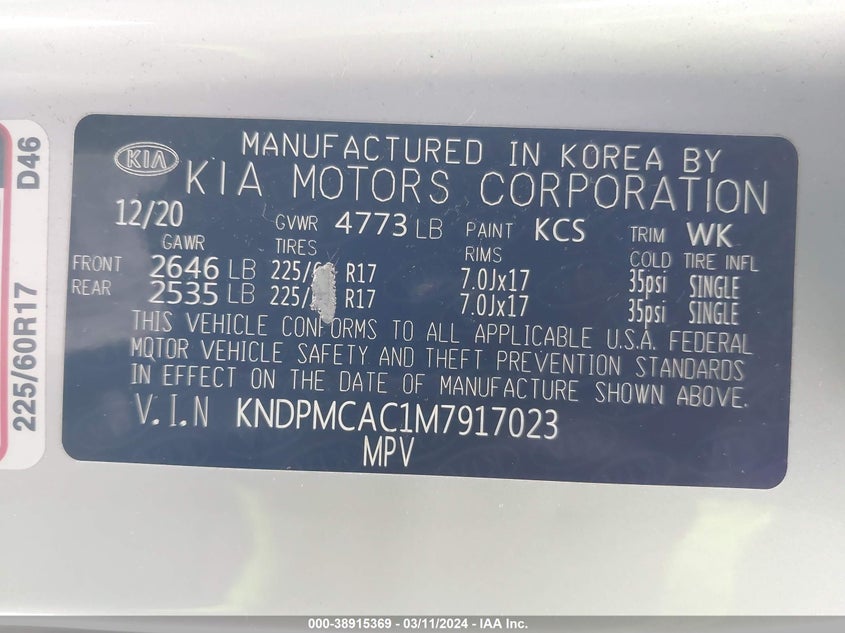 225/60R17 D46
KIA
MANUFACTURED IN KOREA BY
KIA MOTORS CORPORATION
12/20 GVWR 4773 LB PAINT KCS TRIM WK
GAWR TIRES RIMS COLD TIRE INFL
FRONT 2646 LB 225/ R17 7.0Jx17 35psi SINGLE
REAR 2535 LB 225/ R17 7.0Jx17 35psi SINGLE
THIS VEHICLE CONFORMS TO ALL APPLICABLE U.S.A. FEDERAL
MOTOR VEHICLE SAFETY AND THEFT PREVENTION STANDARDS
IN EFFECT ON THE DATE OF MANUFACTURE SHOWN ABOVE.
V.I.N KNDPMCAC1M7917023
MPV
000-38915369 - 03/11/2024 - IAA Inc.